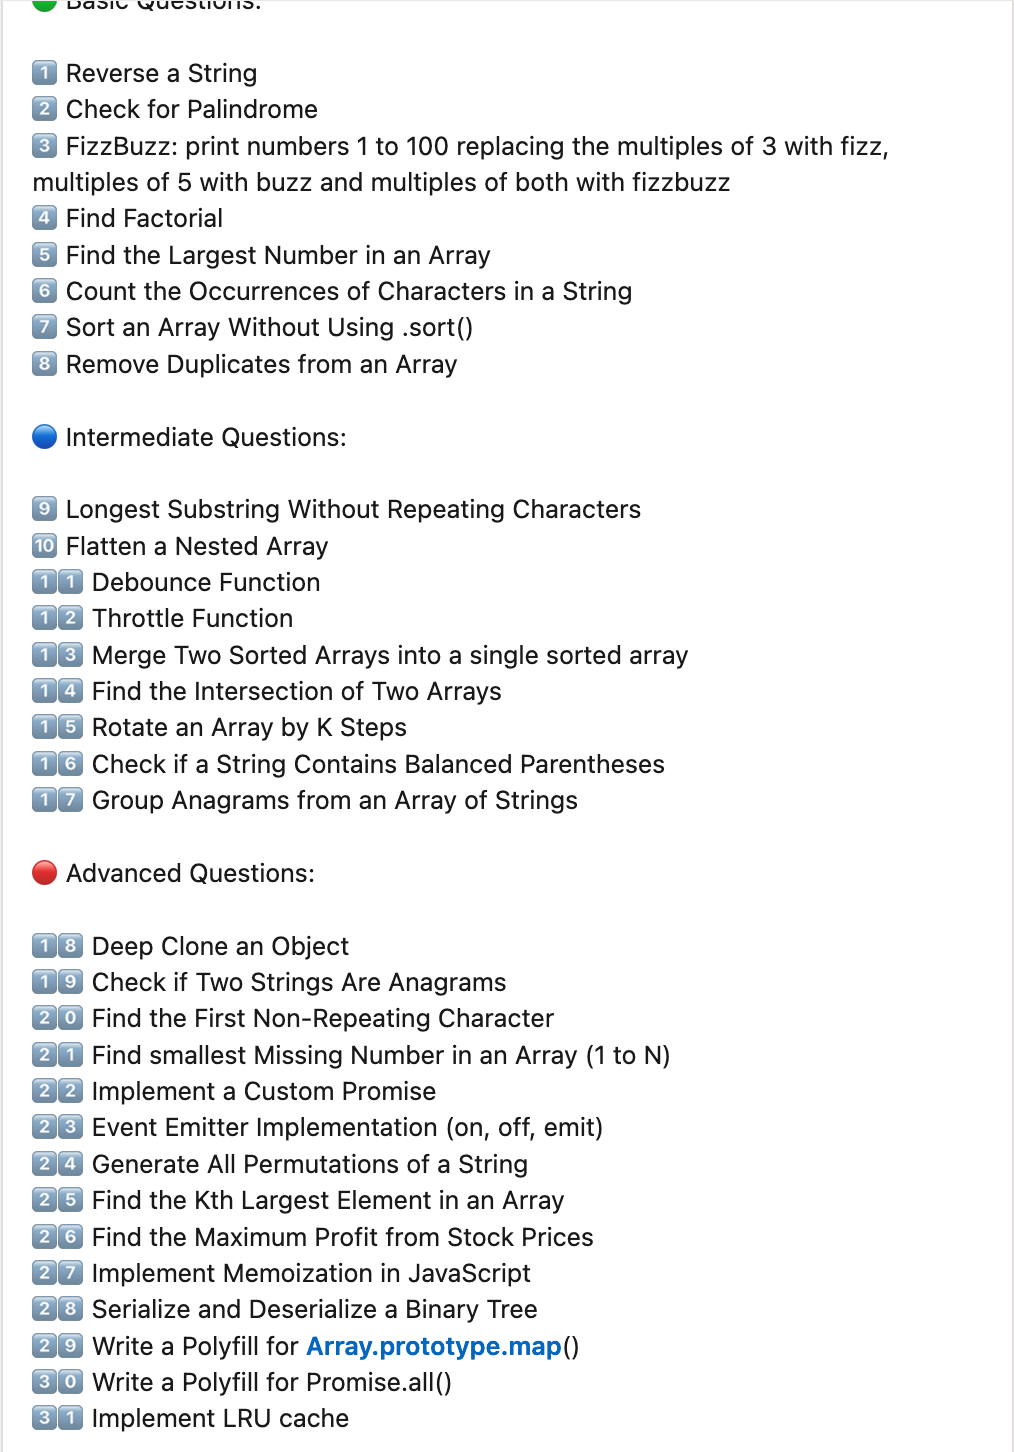 🟢 Basic Questions:
1️⃣ Reverse a String
2️⃣ Check for Palindrome
3️⃣ FizzBuzz: print numbers 1 to 100 replacing the multiples of 3 with fizz,
multiples of 5 with buzz and multiples of both with fizzbuzz
4️⃣ Find Factorial
5️⃣ Find the Largest Number in an Array
6️⃣ Count the Occurrences of Characters in a String
7️⃣ Sort an Array Without Using .sort()
8️⃣ Remove Duplicates from an Array
🔵 Intermediate Questions:
9️⃣ Longest Substring Without Repeating Characters
🔟 Flatten a Nested Array
1️⃣1️⃣ Debounce Function
1️⃣2️⃣ Throttle Function
1️⃣3️⃣ Merge Two Sorted Arrays into a single sorted array
1️⃣4️⃣ Find the Intersection of Two Arrays
1️⃣5️⃣ Rotate an Array by K Steps
1️⃣6️⃣ Check if a String Contains Balanced Parentheses
1️⃣7️⃣ Group Anagrams from an Array of Strings
🔴 Advanced Questions:
1️⃣8️⃣ Deep Clone an Object
1️⃣9️⃣ Check if Two Strings Are Anagrams
2️⃣0️⃣ Find the First Non-Repeating Character
2️⃣1️⃣ Find smallest Missing Number in an Array (1 to N)
2️⃣2️⃣ Implement a Custom Promise
2️⃣3️⃣ Event Emitter Implementation (on, off, emit)
2️⃣4️⃣ Generate All Permutations of a String
2️⃣5️⃣ Find the Kth Largest Element in an Array
2️⃣6️⃣ Find the Maximum Profit from Stock Prices
2️⃣7️⃣ Implement Memoization in JavaScript
2️⃣8️⃣ Serialize and Deserialize a Binary Tree
2️⃣9️⃣ Write a Polyfill for Array.prototype.map()
3️⃣0️⃣ Write a Polyfill for Promise.all()
3️⃣1️⃣ Implement LRU cache